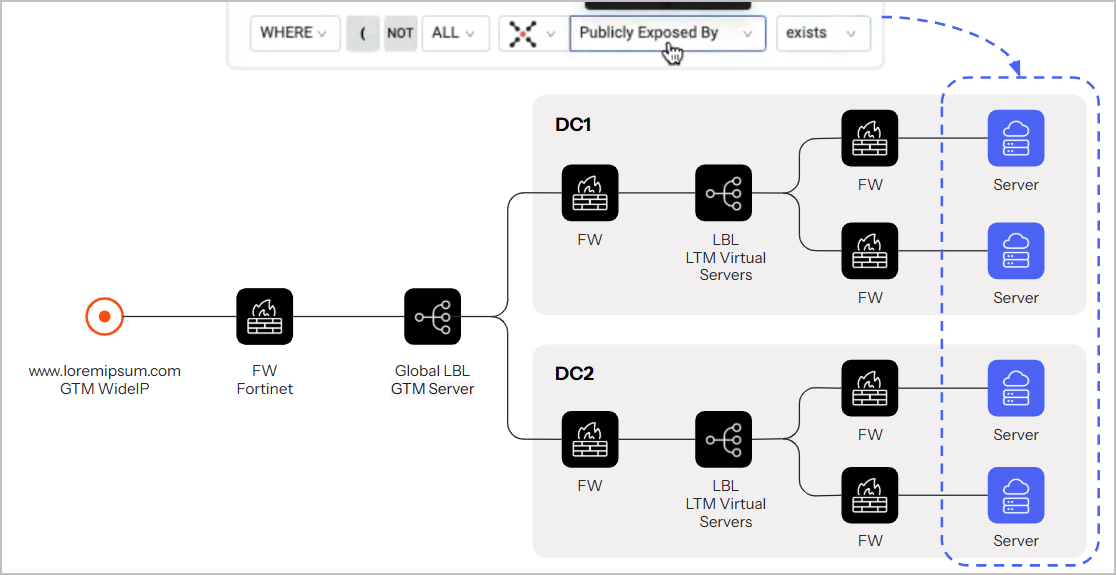 WHERE ( NOT ALL Publicly Exposed By exists
DC1
FW
Server
FW
LBL
LTM Virtual
Servers
FW
Server
www.loremipsum.com
GTM WideIP
FW
Fortinet
Global LBL
GTM Server
DC2
FW
Server
FW
LBL
LTM Virtual
Servers
FW
Server